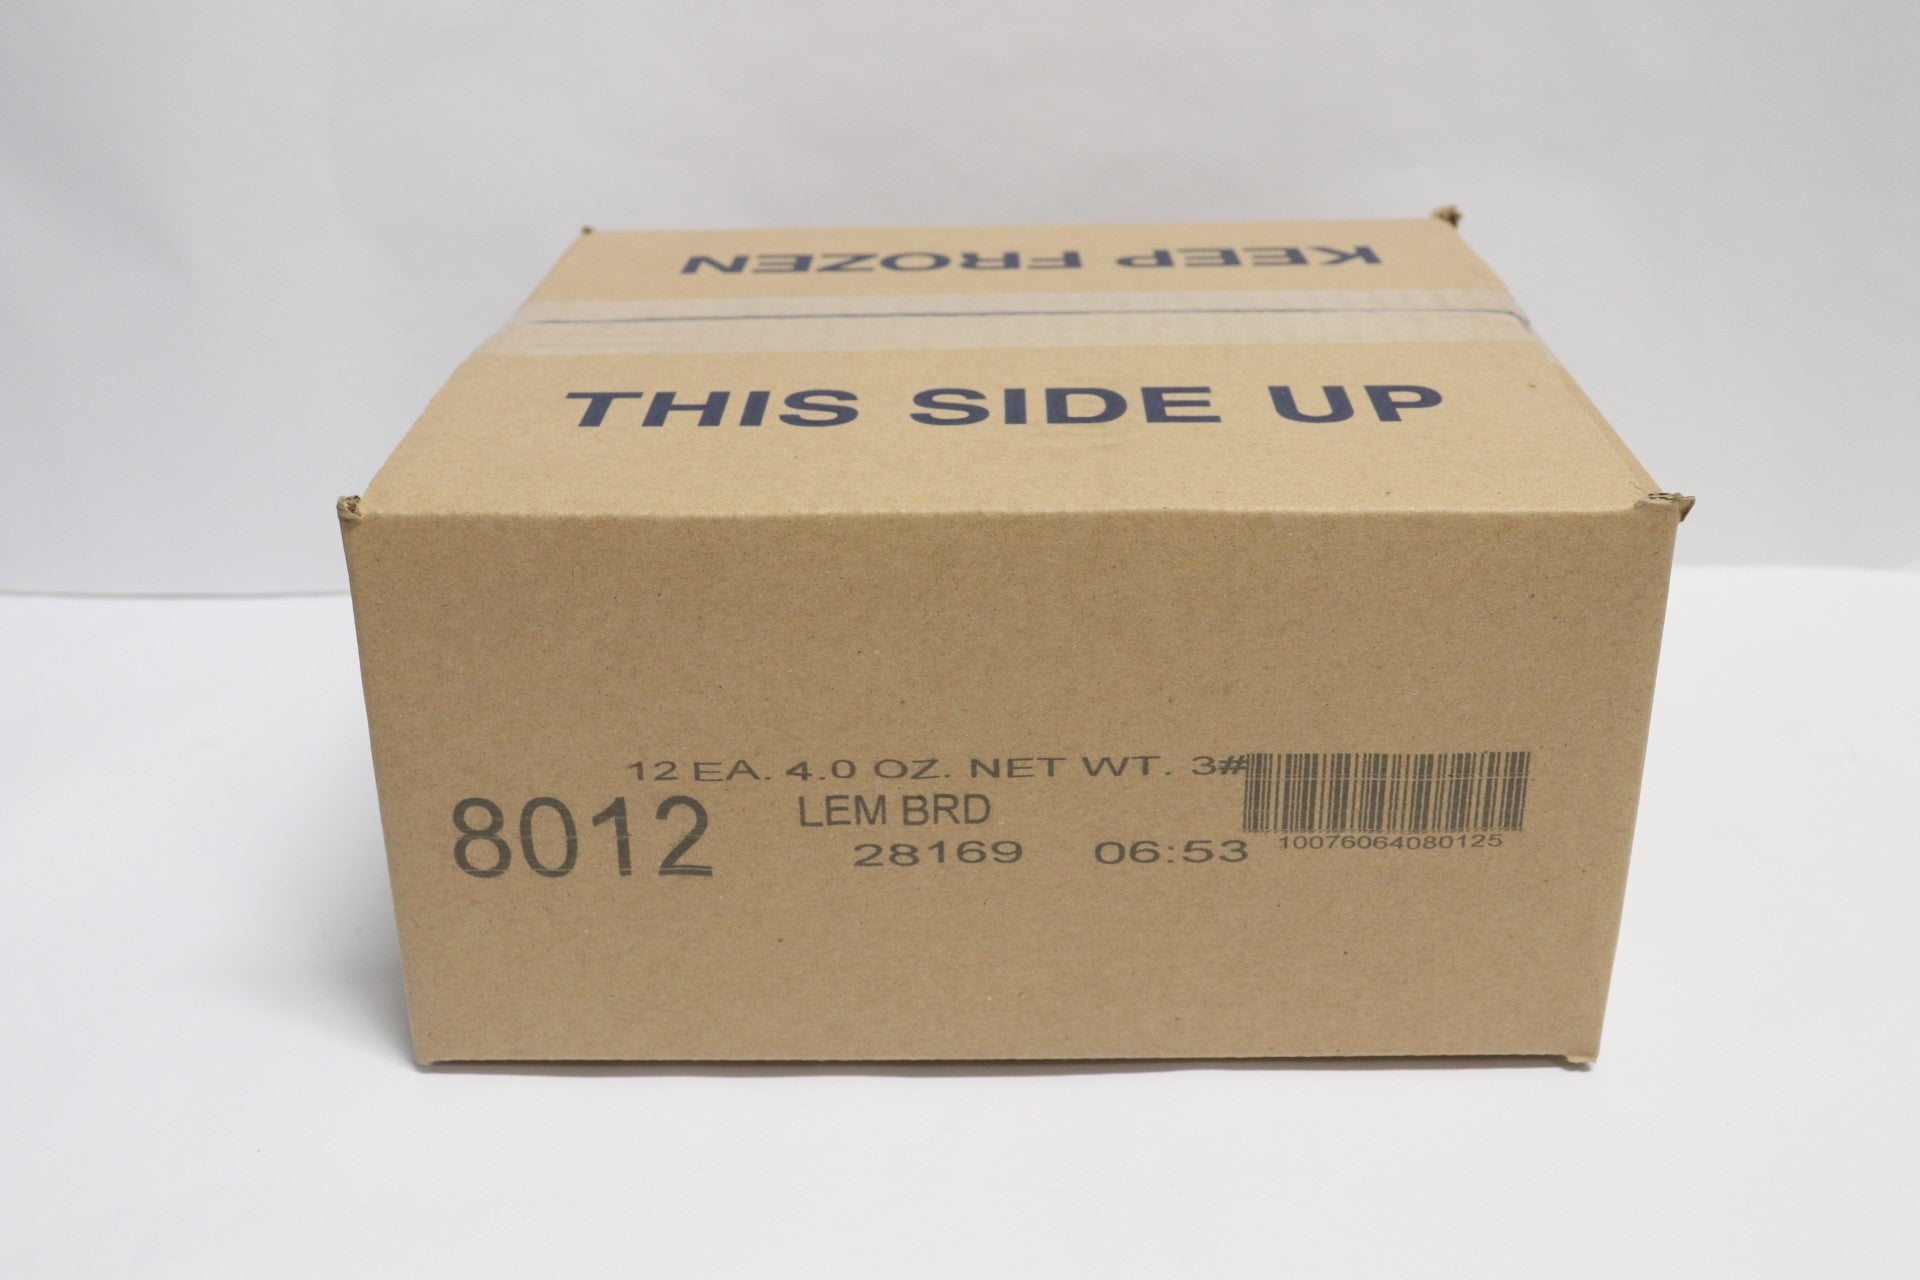 KEEP FROZEN
THIS SIDE UP
12 EA. 4.0 OZ. NET WT. 3#
8012 LEM BRD
28169 06:53
10076064080125